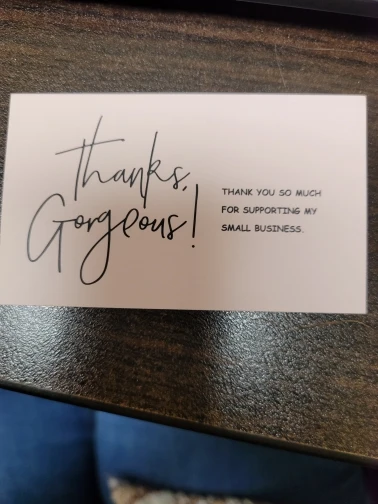 Thanks,
Gorgeous!
THANK YOU SO MUCH
FOR SUPPORTING MY
SMALL BUSINESS.